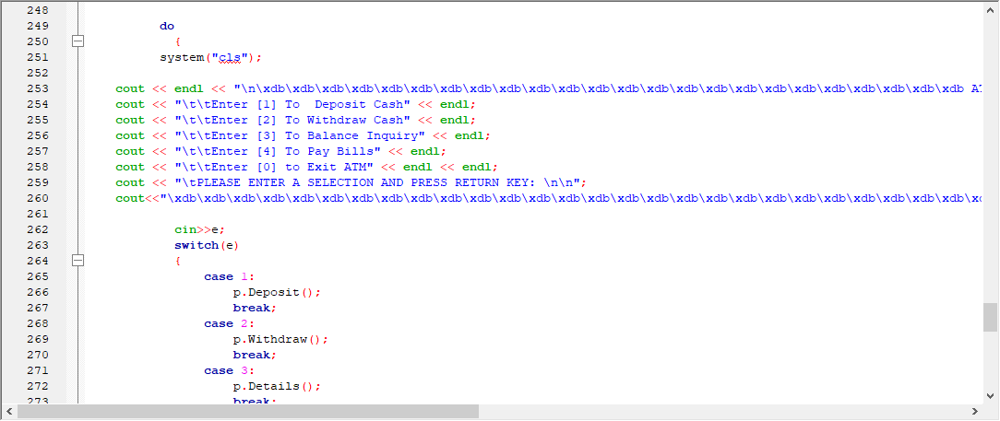 248
249 do
250 {
251 system("cls");
252
253 cout << endl << "\n\xdb\xdb\xdb\xdb\xdb\xdb\xdb\xdb\xdb\xdb\xdb\xdb\xdb\xdb\xdb\xdb\xdb\xdb\xdb\xdb\xdb\xdb\xdb\xdb A
254 cout << "\t\tEnter [1] To  Deposit Cash" << endl;
255 cout << "\t\tEnter [2] To Withdraw Cash" << endl;
256 cout << "\t\tEnter [3] To Balance Inquiry" << endl;
257 cout << "\t\tEnter [4] To Pay Bills" << endl;
258 cout << "\t\tEnter [0] to Exit ATM" << endl << endl;
259 cout << "\tPLEASE ENTER A SELECTION AND PRESS RETURN KEY: \n\n";
260 cout<<"\xdb\xdb\xdb\xdb\xdb\xdb\xdb\xdb\xdb\xdb\xdb\xdb\xdb\xdb\xdb\xdb\xdb\xdb\xdb\xdb\xdb\xdb\xdb\xdb\xdb\xdb\xdb\x
261
262 cin>>e;
263 switch(e)
264 {
265 case 1:
266 p.Deposit();
267 break;
268 case 2:
269 p.Withdraw();
270 break;
271 case 3:
272 p.Details();
273 break;